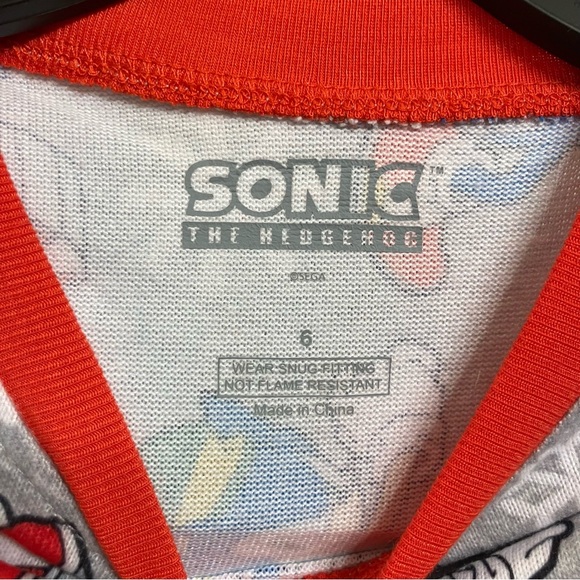 SONIC™
THE HEDGEHOG
©SEGA
6
WEAR SNUG FITTING
NOT FLAME RESISTANT
Made in China